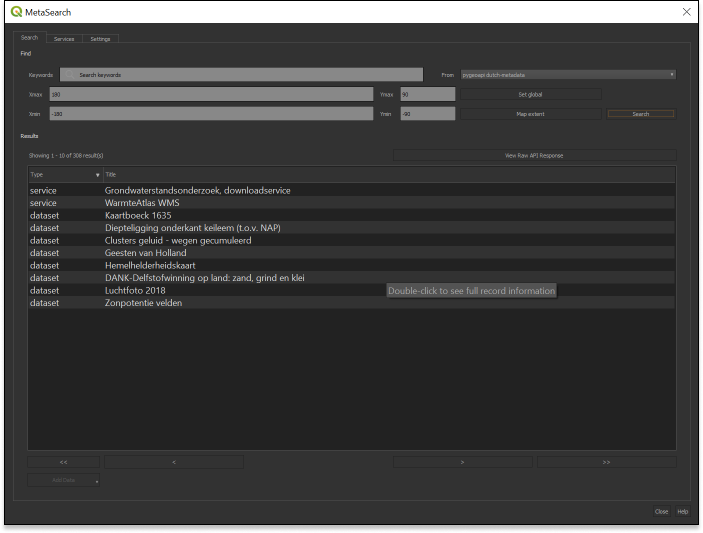 MetaSearch
Search Services Settings
Find
Keywords Search keywords From pygeoapi dutch-metadata
Xmax 180 Ymax 90 Set global
Xmin -180 Ymin -90 Map extent Search
Results
Showing 1 - 10 of 308 result(s) View Raw API Response
Type Title
service Grondwaterstandsonderzoek, downloadservice
service WarmteAtlas WMS
dataset Kaartboeck 1635
dataset Diepteligging onderkant keileem (t.o.v. NAP)
dataset Clusters geluid - wegen gecumuleerd
dataset Geesten van Holland
dataset Hemelhelderheidskaart
dataset DANK-Delfstofwinning op land: zand, grind en klei
dataset Luchtfoto 2018 Double-click to see full record information
dataset Zonpotentie velden
<< < > >>
Add Data
Close Help